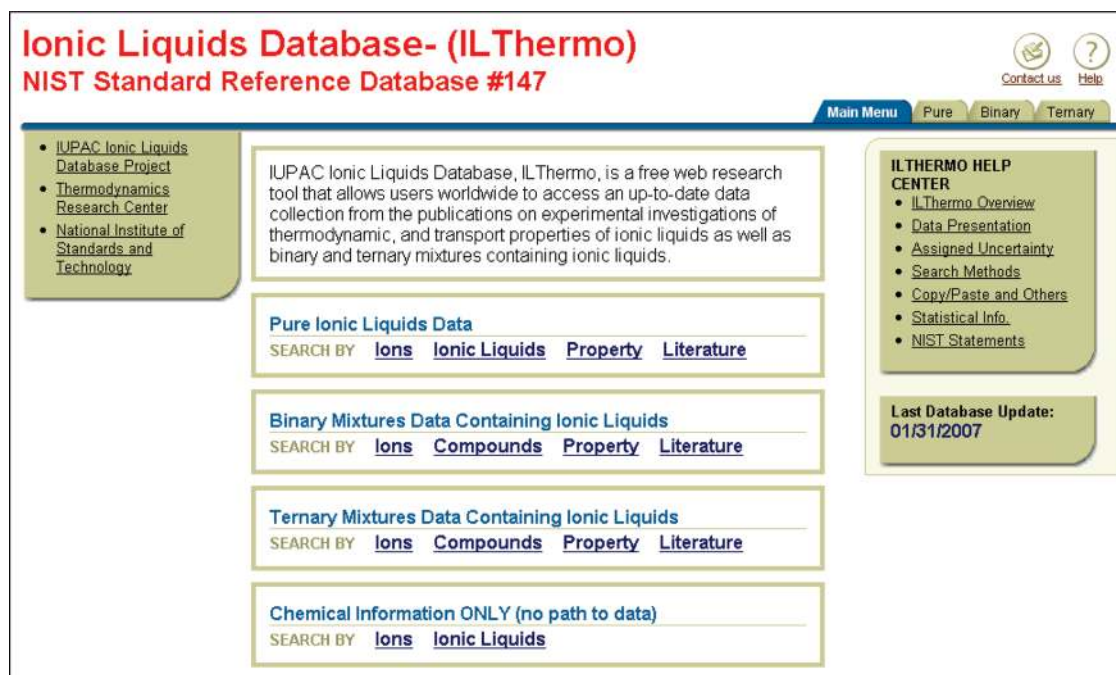 Ionic Liquids Database- (ILThermo)
NIST Standard Reference Database #147
Contact us Help
Main Menu Pure Binary Ternary
• IUPAC Ionic Liquids
Database Project
• Thermodynamics
Research Center
• National Institute of
Standards and
Technology
IUPAC Ionic Liquids Database, ILThermo, is a free web research
tool that allows users worldwide to access an up-to-date data
collection from the publications on experimental investigations of
thermodynamic, and transport properties of ionic liquids as well as
binary and ternary mixtures containing ionic liquids.
Pure Ionic Liquids Data
SEARCH BY Ions Ionic Liquids Property Literature
Binary Mixtures Data Containing Ionic Liquids
SEARCH BY Ions Compounds Property Literature
Ternary Mixtures Data Containing Ionic Liquids
SEARCH BY Ions Compounds Property Literature
Chemical Information ONLY (no path to data)
SEARCH BY Ions Ionic Liquids
ILTHERMO HELP
CENTER
• ILThermo Overview
• Data Presentation
• Assigned Uncertainty
• Search Methods
• Copy/Paste and Others
• Statistical Info.
• NIST Statements
Last Database Update:
01/31/2007